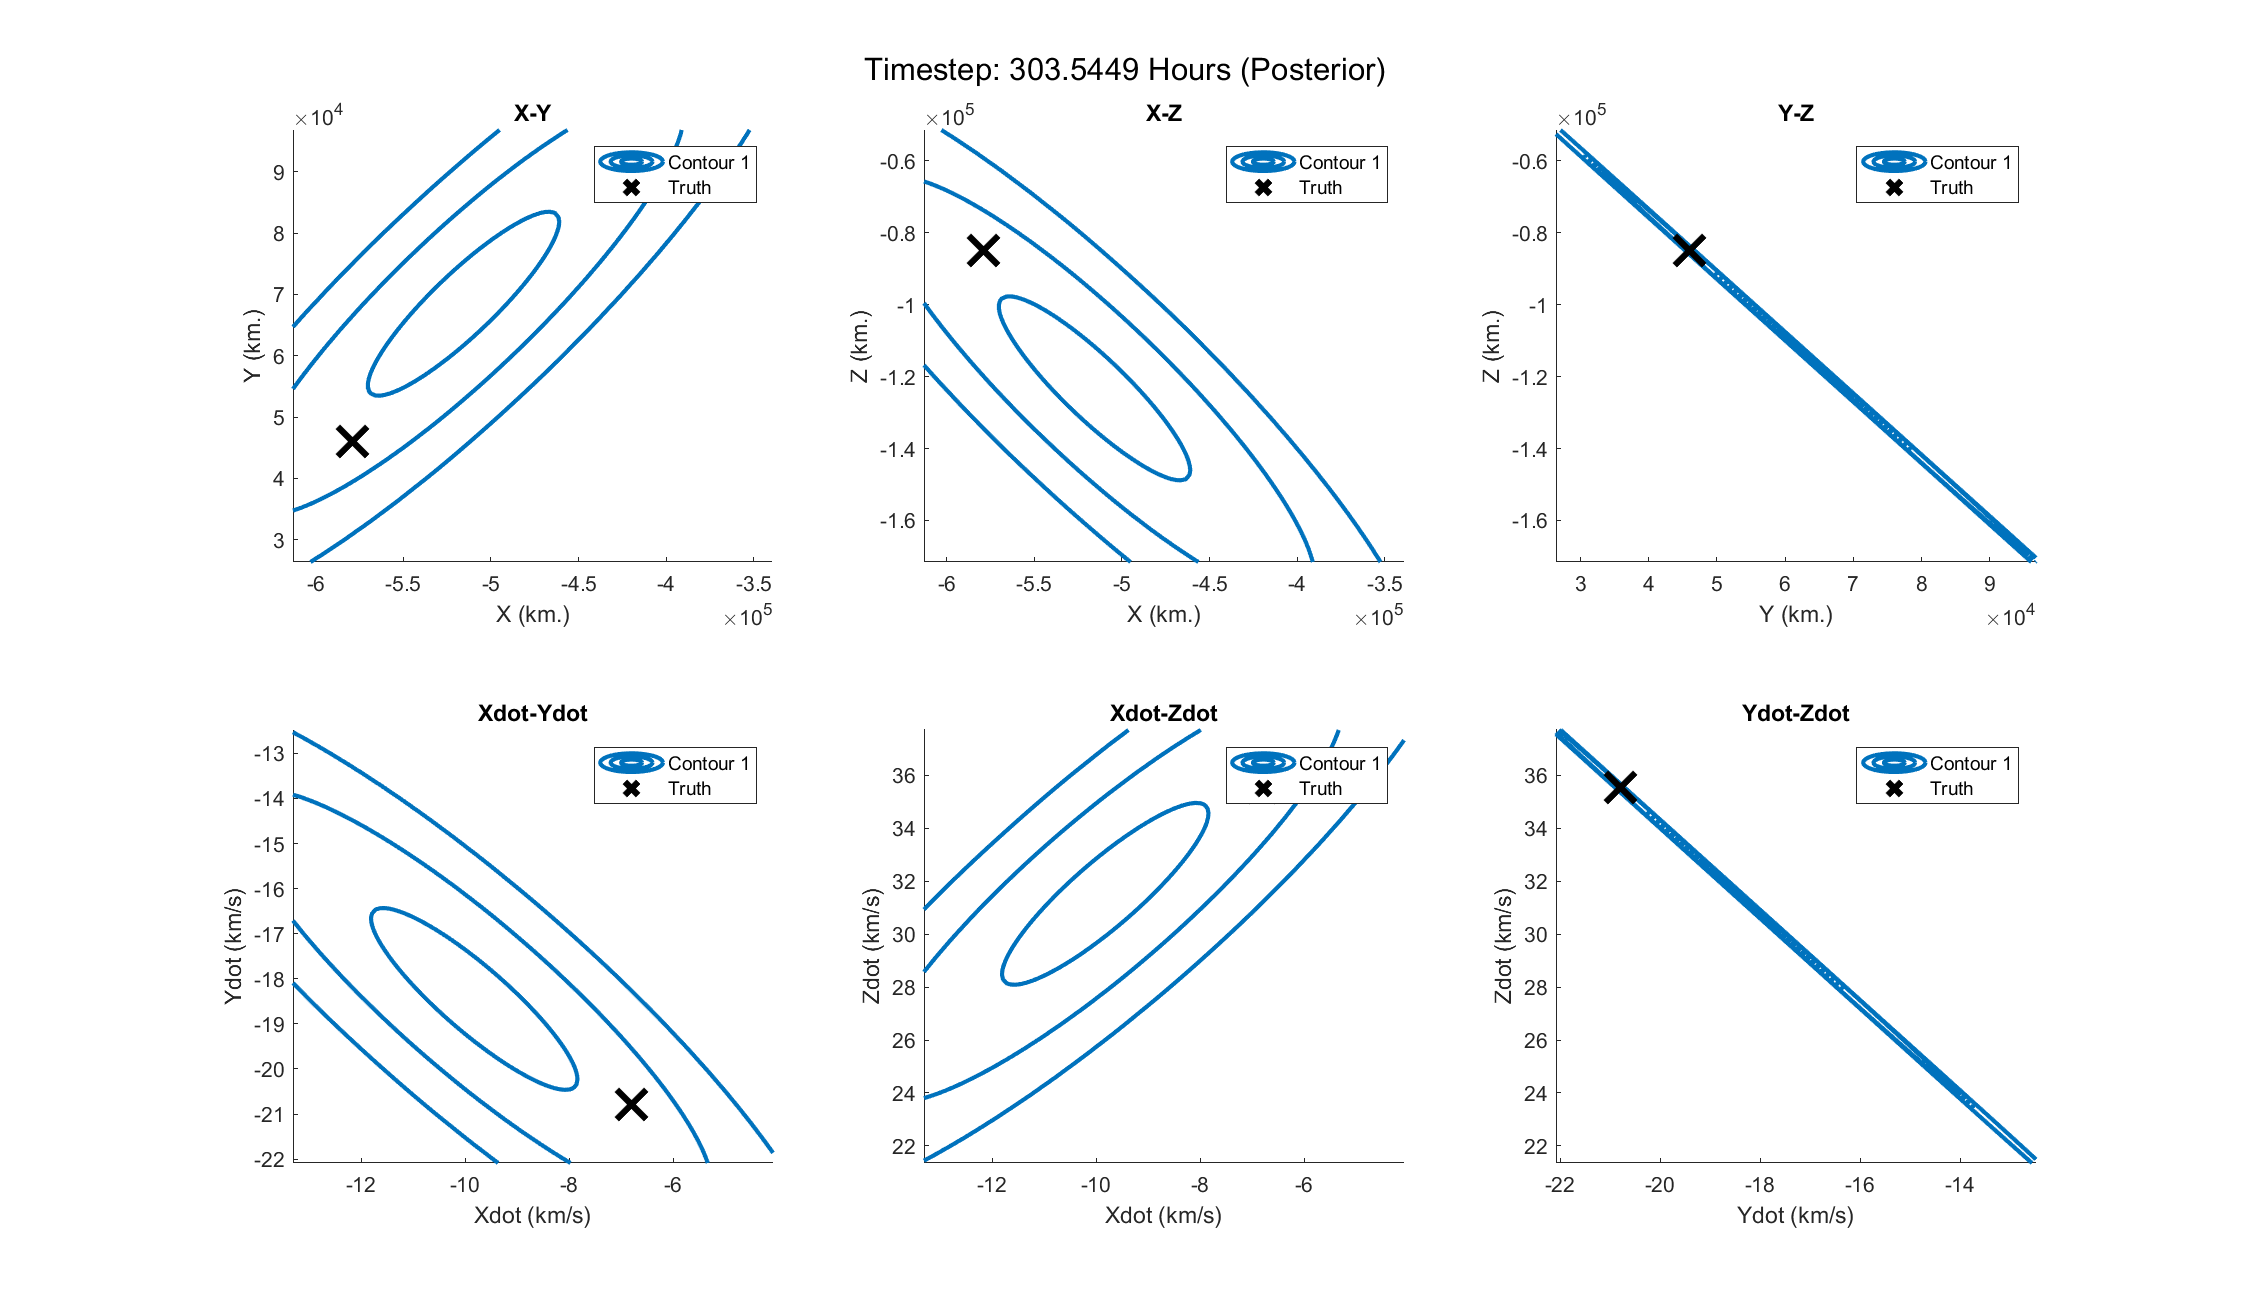 Timestep: 303.5449 Hours (Posterior)
X-Y
×10^4
9
8
7
6
5
4
3
Y (km.)
-6 -5.5 -5 -4.5 -4 -3.5
X (km.)
×10^5
Contour 1
Truth
X-Z
×10^5
-0.6
-0.8
-1
-1.2
-1.4
-1.6
Z (km.)
-6 -5.5 -5 -4.5 -4 -3.5
X (km.)
×10^5
Contour 1
Truth
Y-Z
×10^5
-0.6
-0.8
-1
-1.2
-1.4
-1.6
Z (km.)
3 4 5 6 7 8 9
Y (km.)
×10^4
Contour 1
Truth
Xdot-Ydot
-13
-14
-15
-16
-17
-18
-19
-20
-21
-22
Ydot (km/s)
-12 -10 -8 -6
Xdot (km/s)
Contour 1
Truth
Xdot-Zdot
36
34
32
30
28
26
24
22
Zdot (km/s)
-12 -10 -8 -6
Xdot (km/s)
Contour 1
Truth
Ydot-Zdot
36
34
32
30
28
26
24
22
Zdot (km/s)
-22 -20 -18 -16 -14
Ydot (km/s)
Contour 1
Truth